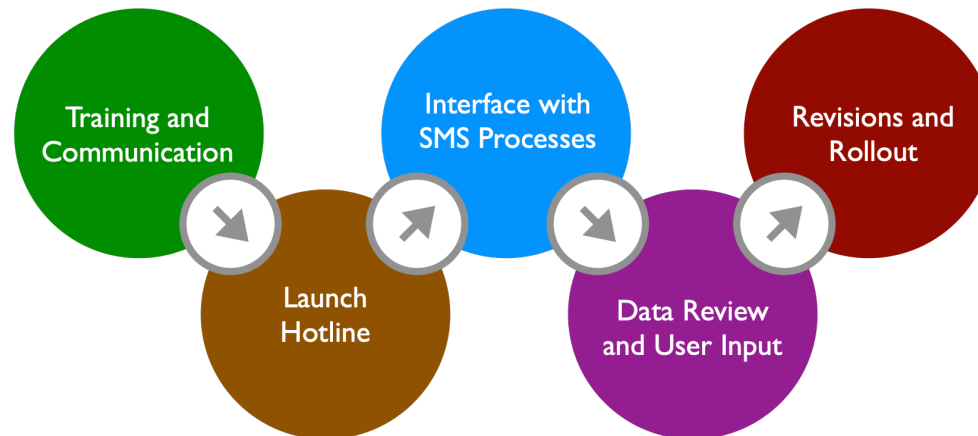 Training and
Communication
Launch
Hotline
Interface with
SMS Processes
Data Review
and User Input
Revisions and
Rollout